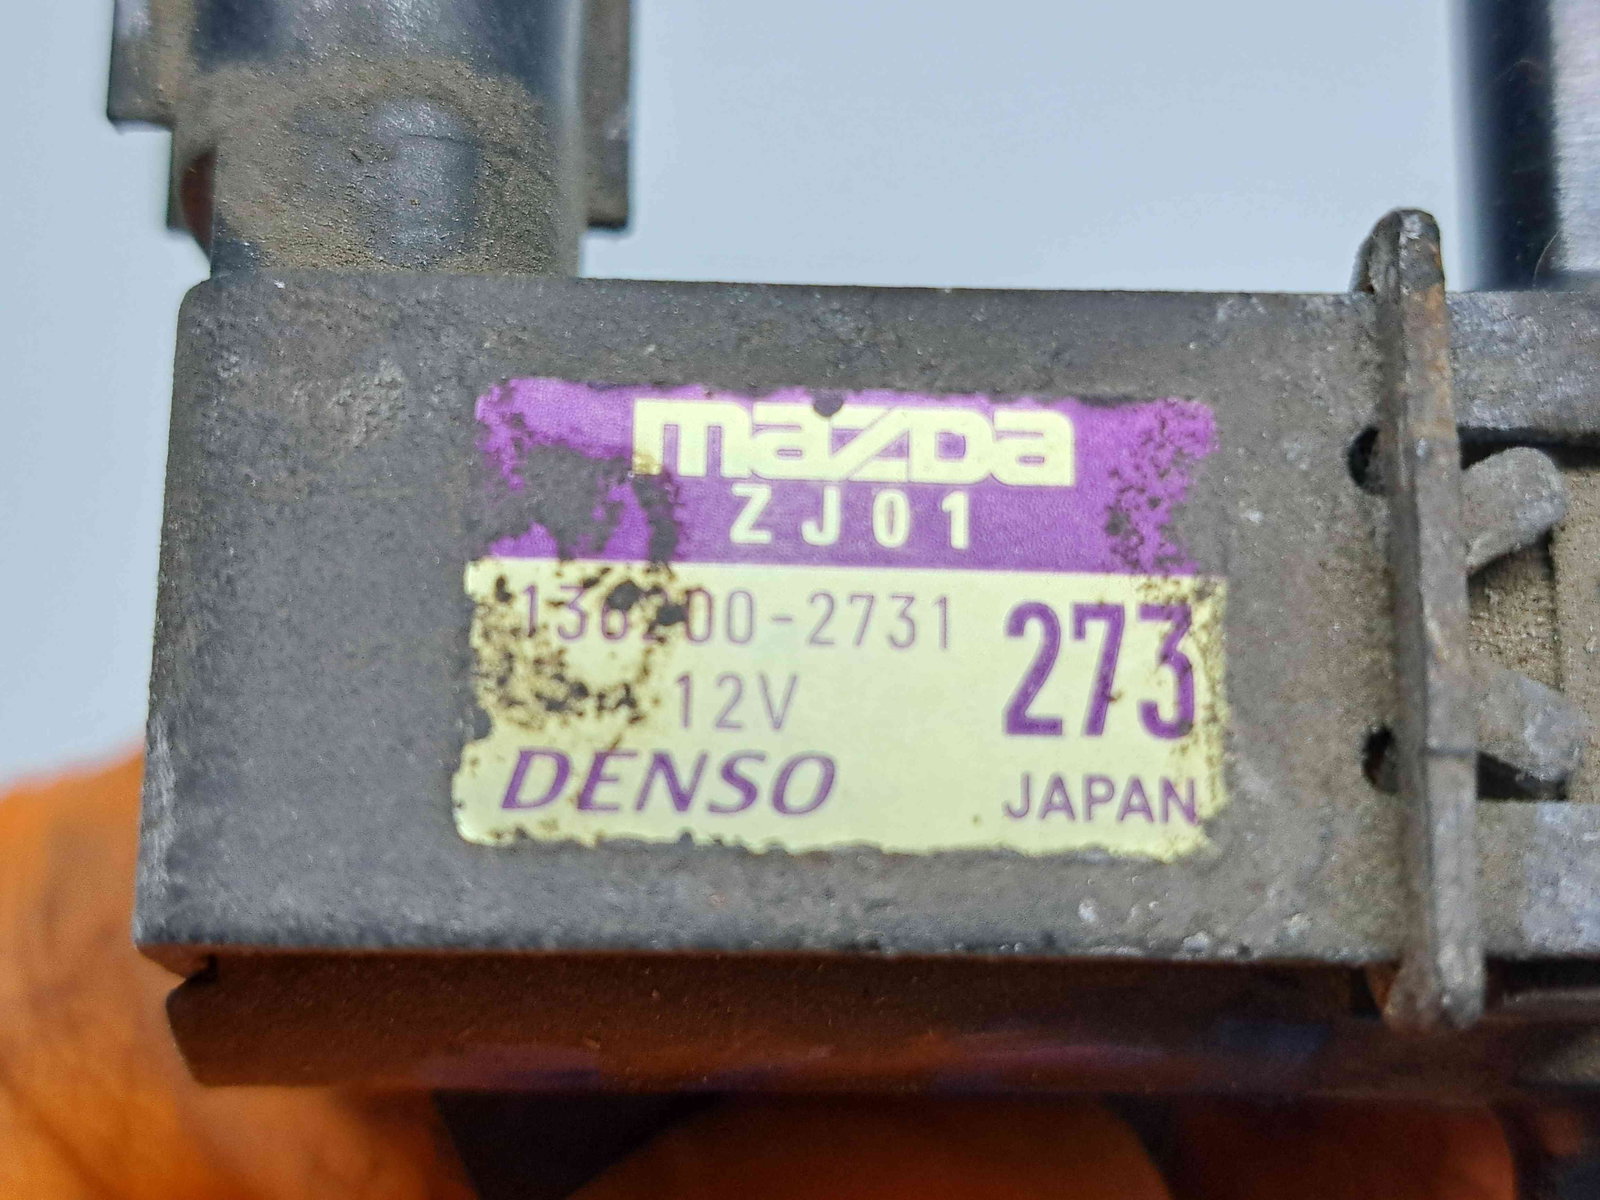 mazda
ZJ01
136200-2731
273
12V
DENSO
JAPAN